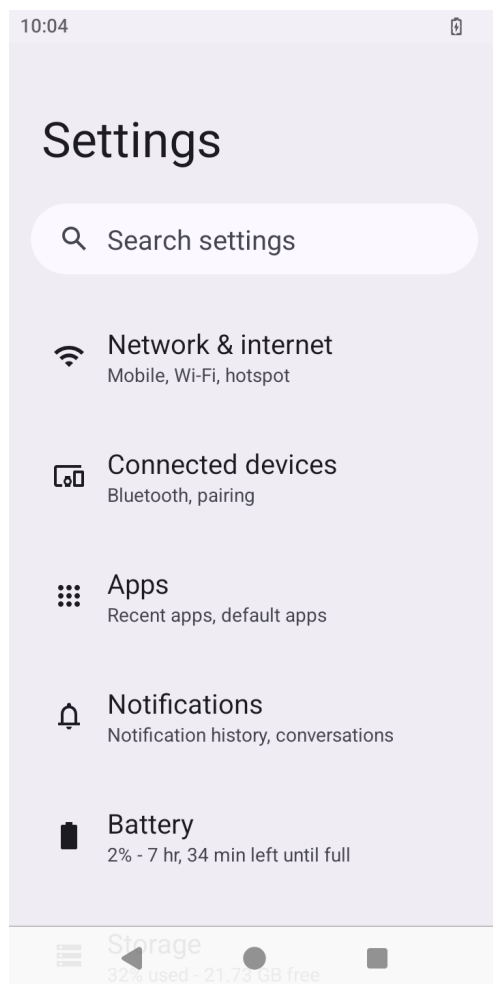 10:04
Settings
Search settings
Network & internet
Mobile, Wi-Fi, hotspot
Connected devices
Bluetooth, pairing
Apps
Recent apps, default apps
Notifications
Notification history, conversations
Battery
2% - 7 hr, 34 min left until full
Storage
32% used - 21.73 GB free